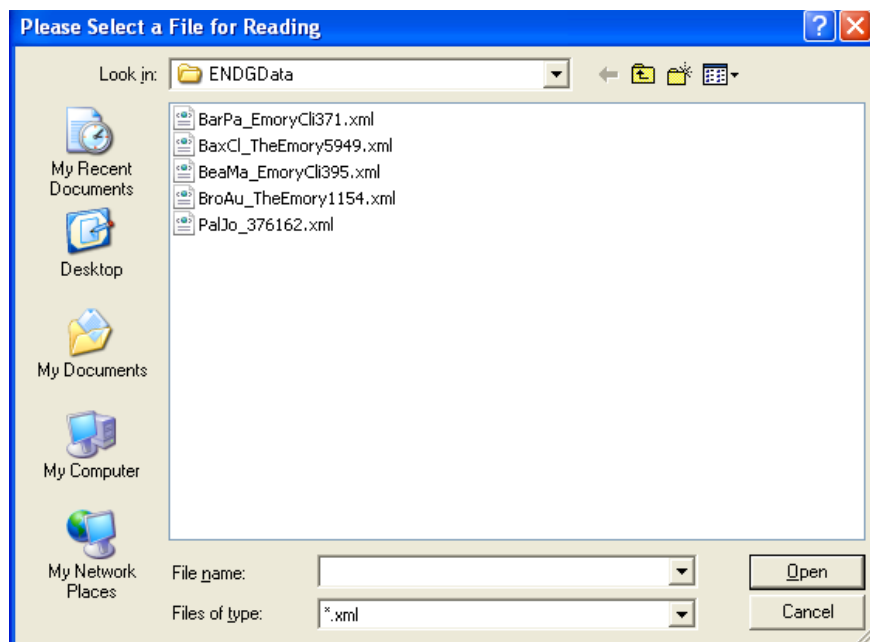 Please Select a File for Reading
Look in: ENDGData
BarPa_EmoryCli371.xml
BaxCl_TheEmory5949.xml
BeaMa_EmoryCli395.xml
BroAu_TheEmory1154.xml
PalJo_376162.xml
My Recent
Documents
Desktop
My Documents
My Computer
My Network
Places
File name:
Open
Files of type: *.xml
Cancel